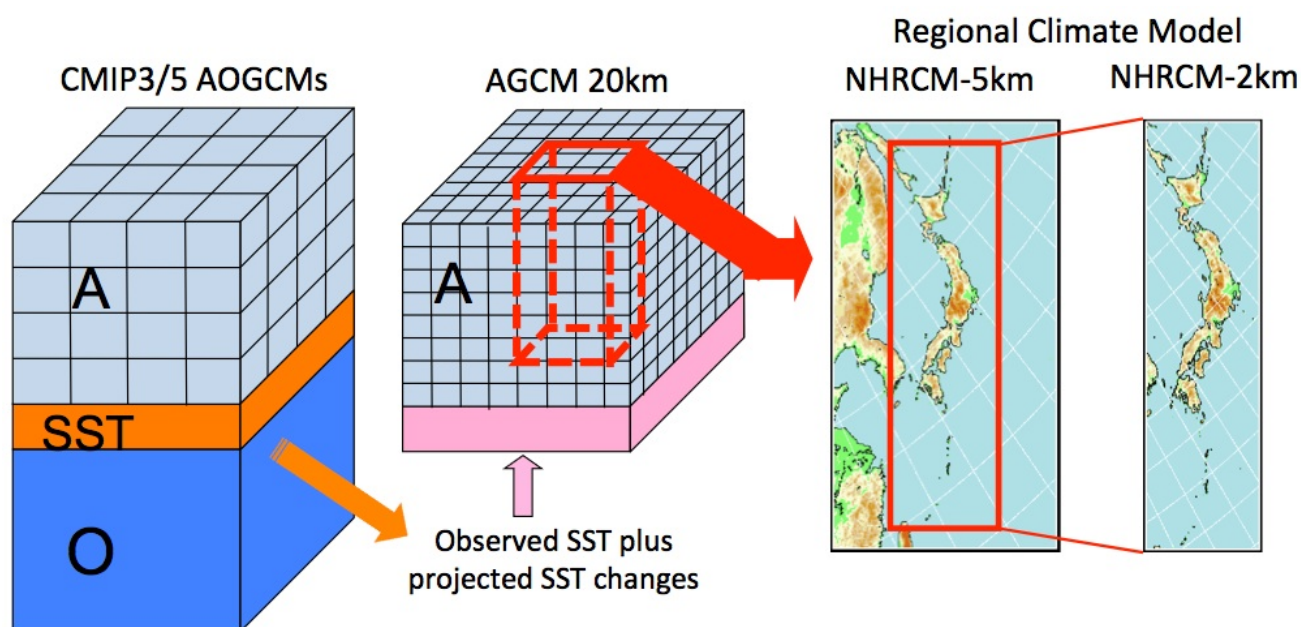 Regional Climate Model
CMIP3/5 AOGCMs
AGCM 20km
NHRCM-5km
NHRCM-2km
A
A
SST
O
Observed SST plus
projected SST changes